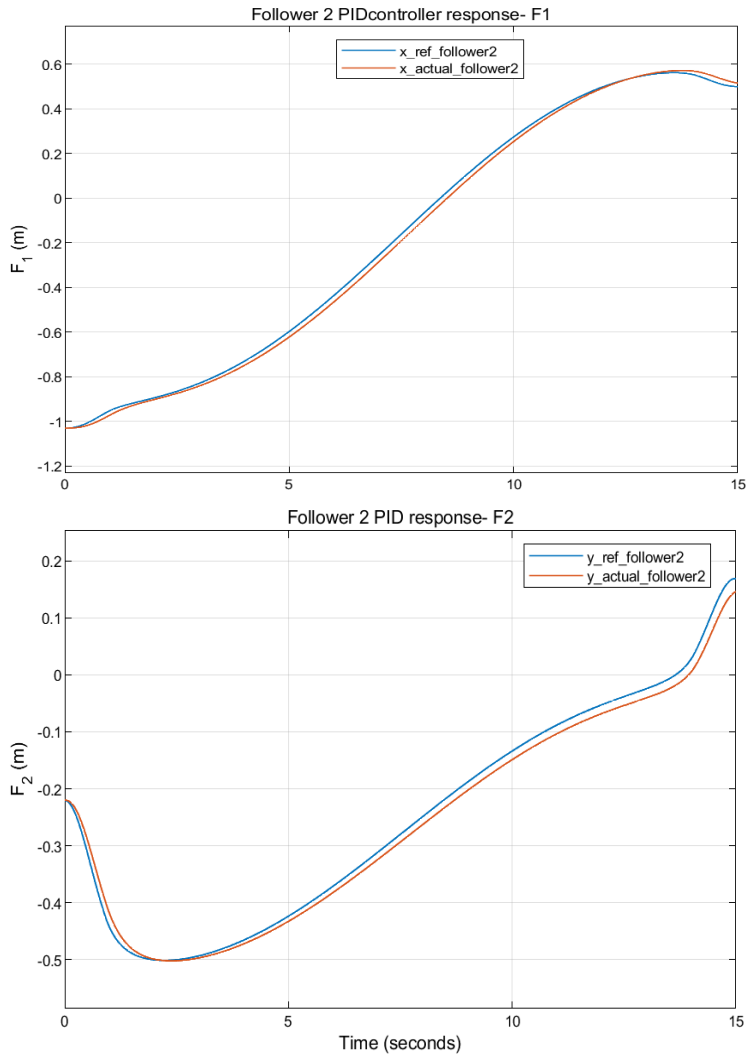 Follower 2 PIDcontroller response- F1
x_ref_follower2
x_actual_follower2
0.6
0.4
0.2
0
-0.2
-0.4
-0.6
-0.8
-1
-1.2
F1 (m)
0 5 10 15
Follower 2 PID response- F2
y_ref_follower2
y_actual_follower2
0.2
0.1
0
-0.1
-0.2
-0.3
-0.4
-0.5
F2 (m)
0 5 10 15
Time (seconds)